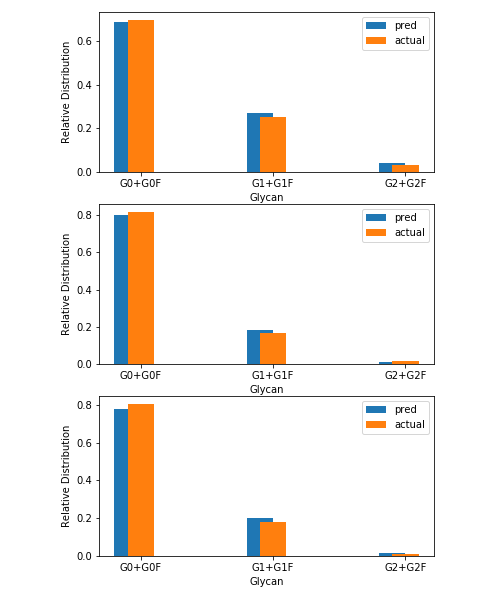 pred
actual
0.6
0.4
0.2
0.0
Relative Distribution
G0+G0F G1+G1F G2+G2F
Glycan
pred
actual
0.8
0.6
0.4
0.2
0.0
Relative Distribution
G0+G0F G1+G1F G2+G2F
Glycan
pred
actual
0.8
0.6
0.4
0.2
0.0
Relative Distribution
G0+G0F G1+G1F G2+G2F
Glycan